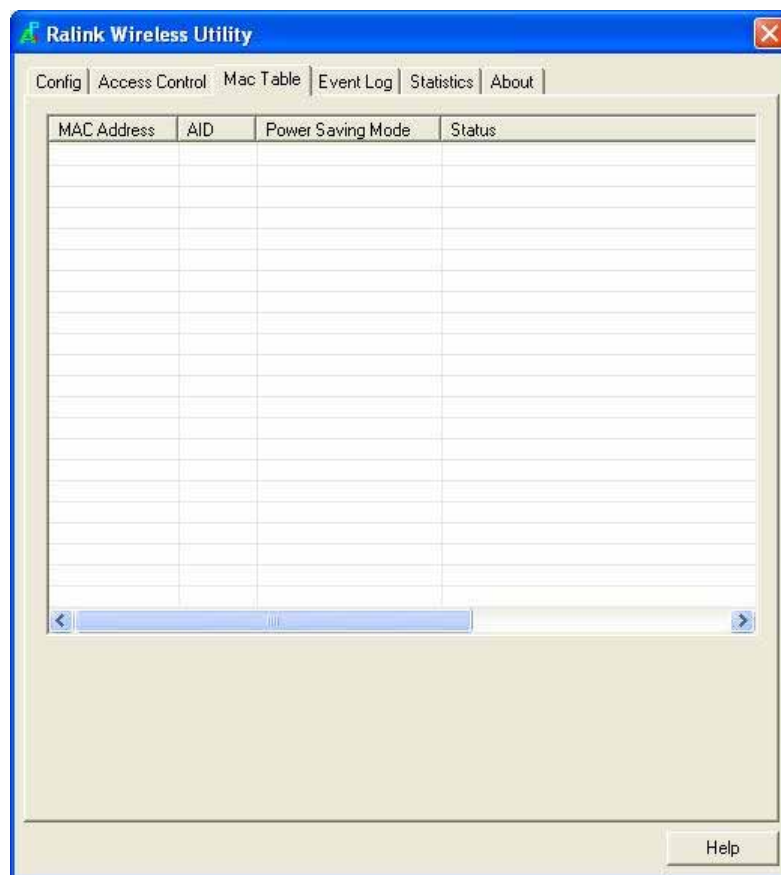 Ralink Wireless Utility
Config Access Control Mac Table Event Log Statistics About
MAC Address AID Power Saving Mode Status
Help